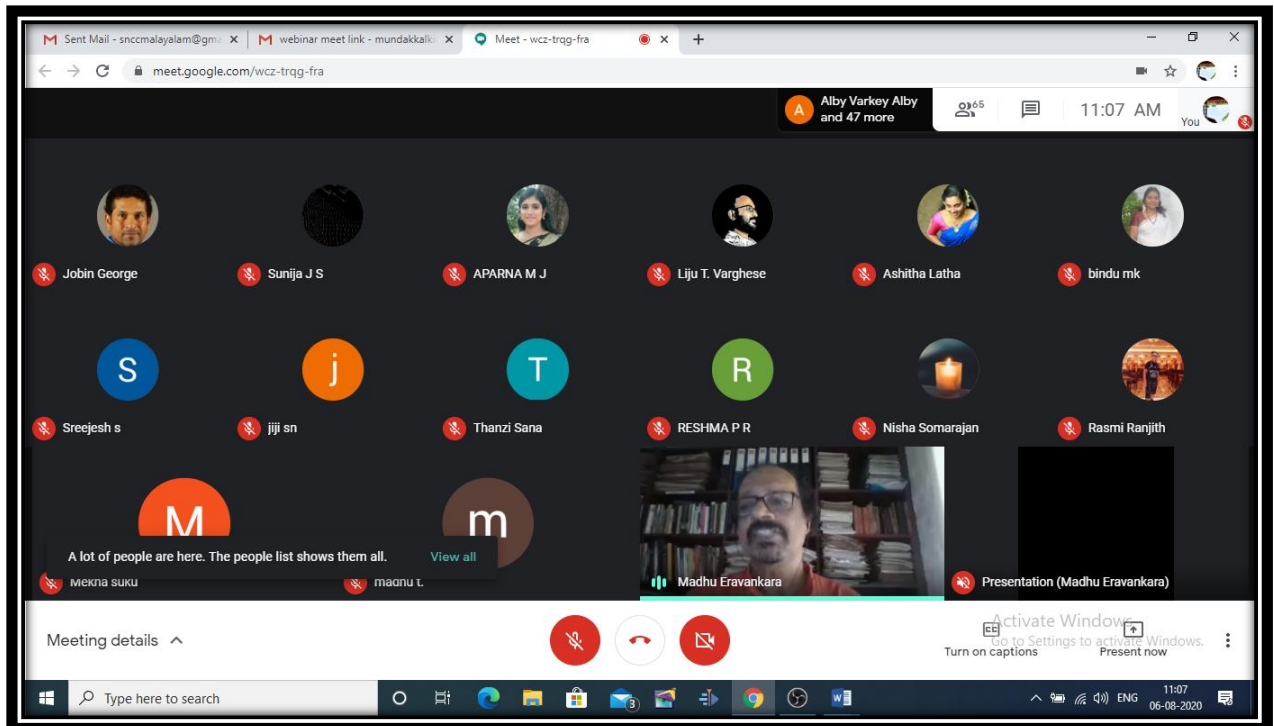 Sent Mail - snccmalayalam@gma
webinar meet link - mundakkalki
Meet - wcz-trqg-fra
meet.google.com/wcz-trqg-fra
A
Alby Varkey Alby
and 47 more
65
11:07 AM
You
Jobin George
Sunija J S
APARNA M J
Liju T. Varghese
Ashitha Latha
bindu mk
S
j
T
R
Sreejesh s
jiji sn
Thanzi Sana
RESHMA P R
Nisha Somarajan
Rasmi Ranjith
M
m
A lot of people are here. The people list shows them all.
View all
Mekha suku
madhu t.
Madhu Eravankara
Presentation (Madhu Eravankara)
Meeting details
Activate Windows
Go to Settings to activate Windows.
CC
Turn on captions
Present now
Type here to search
3
W
ENG
11:07
06-08-2020